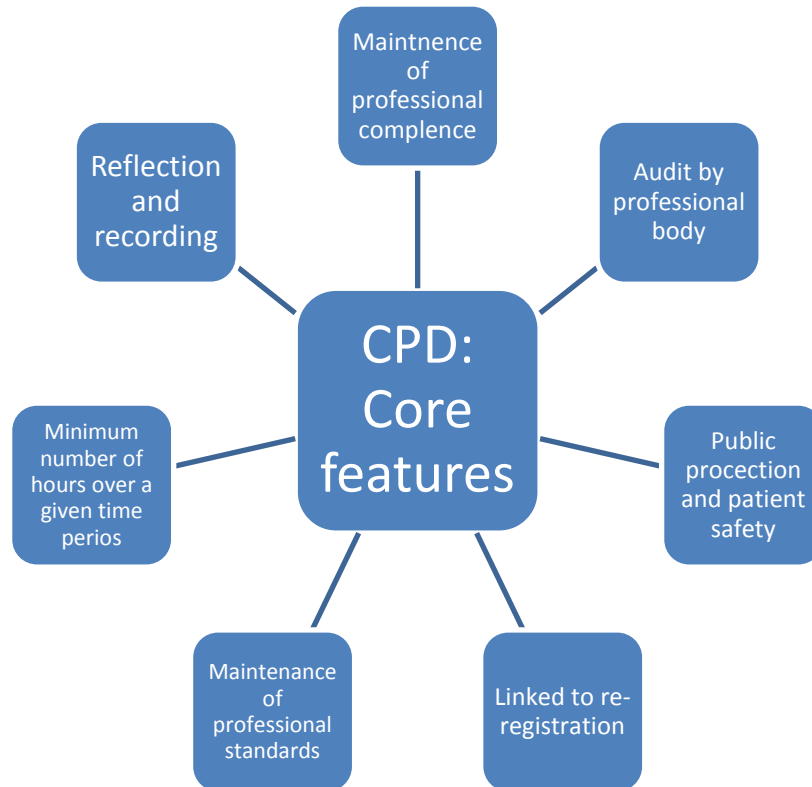 Maintnence
of
professional
complence
Reflection
and
recording
Audit by
professional
body
CPD:
Core
features
Minimum
number of
hours over a
given time
perios
Public
procection
and patient
safety
Maintenance
of
professional
standards
Linked to re-
registration